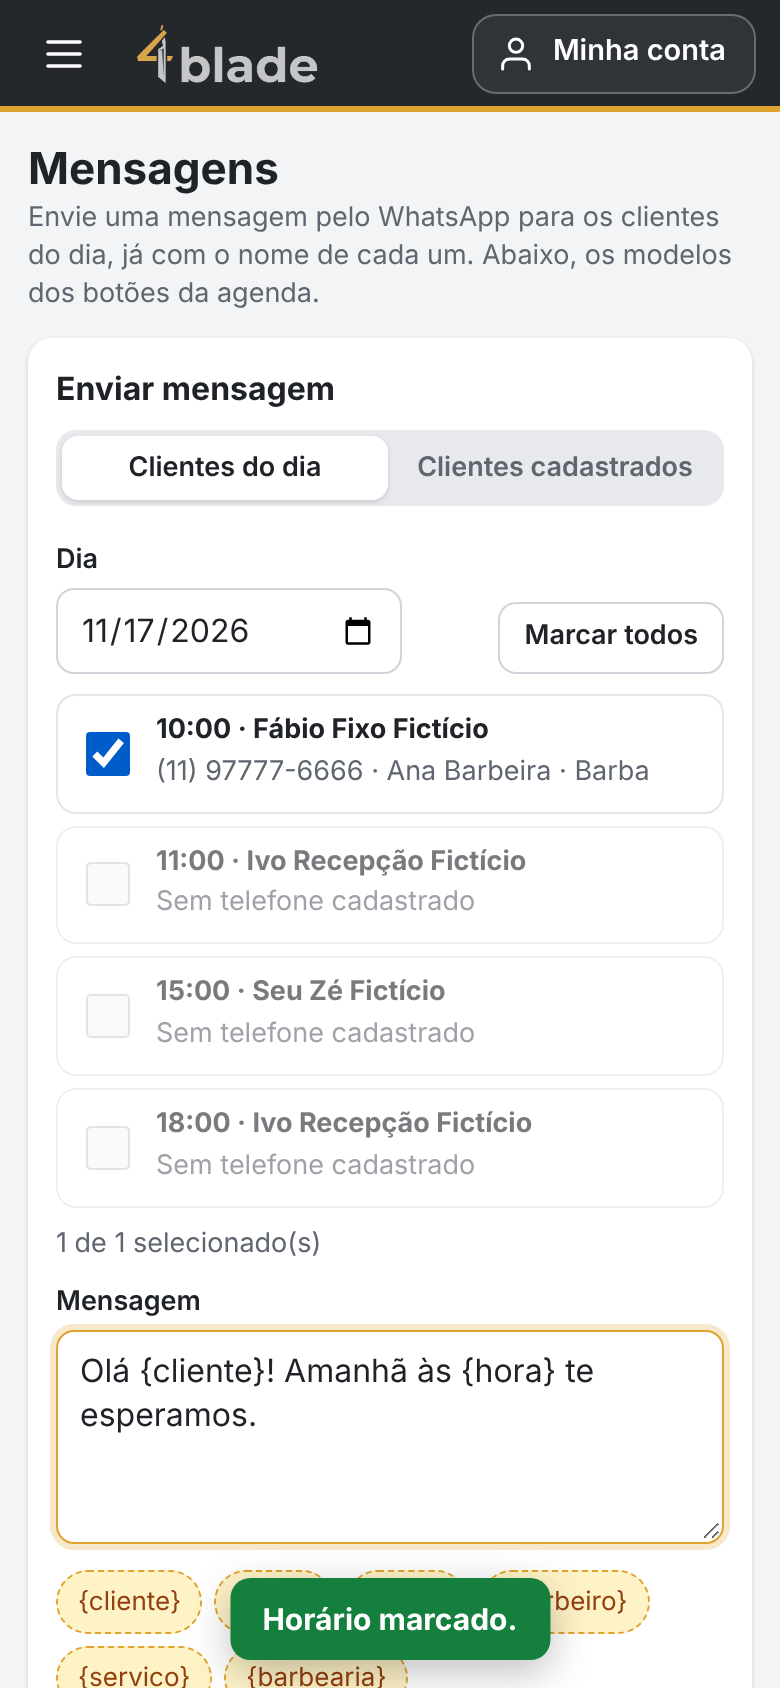 4blade
Minha conta
Mensagens
Envie uma mensagem pelo WhatsApp para os clientes
do dia, já com o nome de cada um. Abaixo, os modelos
dos botões da agenda.
Enviar mensagem
Clientes do dia
Clientes cadastrados
Dia
11/17/2026
Marcar todos
10:00 · Fábio Fixo Fictício
(11) 97777-6666 · Ana Barbeira · Barba
11:00 · Ivo Recepção Fictício
Sem telefone cadastrado
15:00 · Seu Zé Fictício
Sem telefone cadastrado
18:00 · Ivo Recepção Fictício
Sem telefone cadastrado
1 de 1 selecionado(s)
Mensagem
Olá {cliente}! Amanhã às {hora} te
esperamos.
{cliente}
Horário marcado.
{servico} {barbearia}